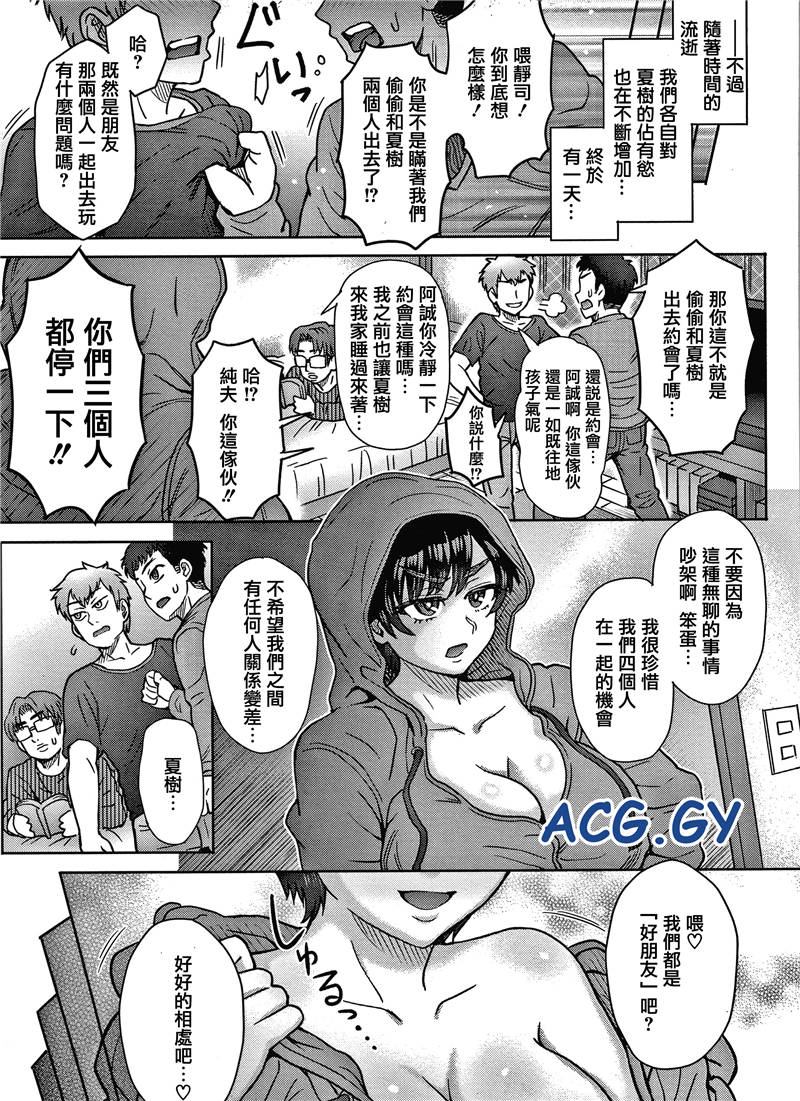 ——不過
隨著時間的
流逝
我們各自對
夏樹的佔有慾
也在不斷增加…
終於
有一天…
喂靜司！
你到底想
怎麼樣！
你是不是瞞著我們
偷偷和夏樹
兩個人出去了!?
ぐいっ
哈？
既然是朋友
那兩個人一起出去玩
有什麼問題嗎？
那你這不就是
偷偷和夏樹
出去約會了嗎…
還說是約會…
阿誠啊 你這傢伙
還是一如既往地
孩子氣呢
阿誠你冷靜一下
約會這種嗎…
我之前也讓夏樹
來我家睡過來著…
你說什麼!?
哈!?
純夫 你這傢伙!!
你們三個人
都停一下!!
不要因為
這種無聊的事情
吵架啊 笨蛋…
我很珍惜
我們四個人
在一起的機會
不希望我們之間
有任何人關係變差…
夏樹…
ACG.GY
喂♡
我們都是
「好朋友」吧？
しゅる…
好好的相處吧…♡